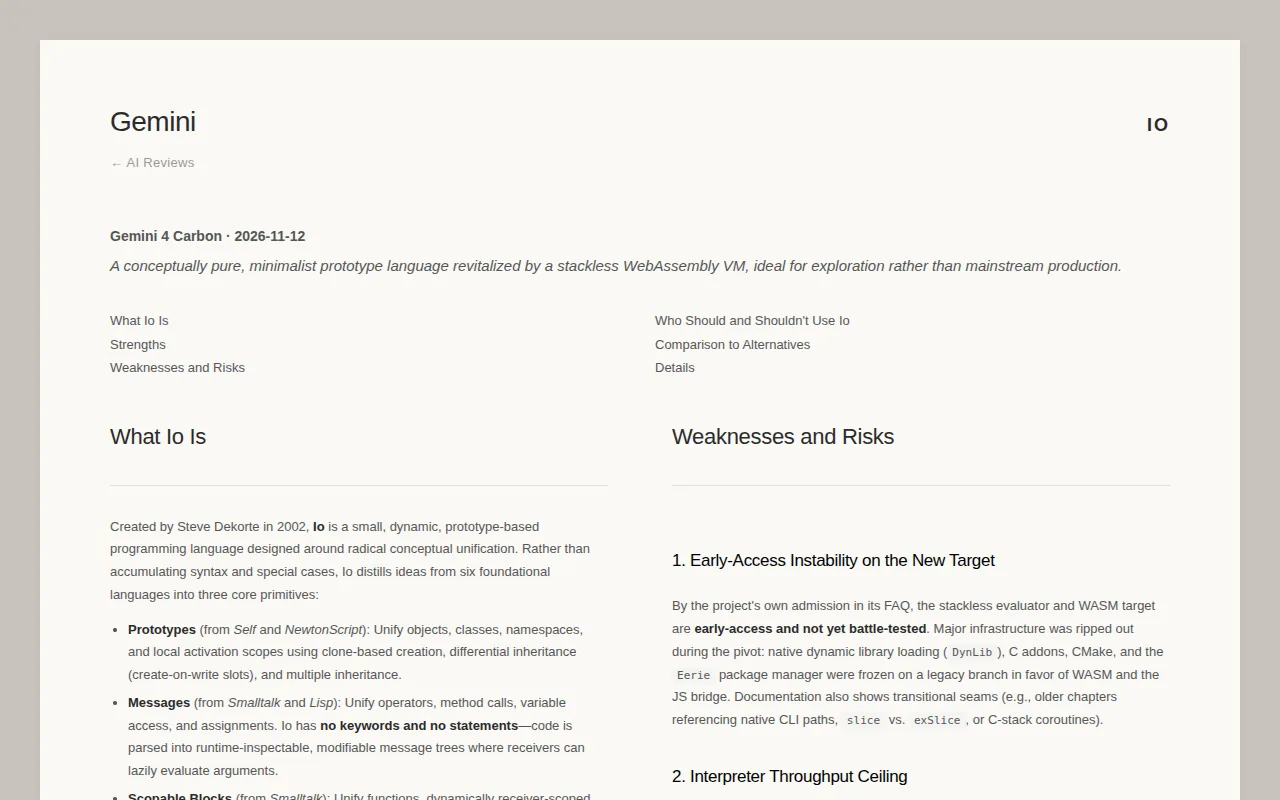 Gemini
IO
← AI Reviews
Gemini 4 Carbon · 2026-11-12
A conceptually pure, minimalist prototype language revitalized by a stackless WebAssembly VM, ideal for exploration rather than mainstream production.
What Io Is
Strengths
Weaknesses and Risks
Who Should and Shouldn't Use Io
Comparison to Alternatives
Details
What Io Is
Created by Steve Dekorte in 2002, Io is a small, dynamic, prototype-based
programming language designed around radical conceptual unification. Rather than
accumulating syntax and special cases, Io distills ideas from six foundational
languages into three core primitives:
• Prototypes (from Self and NewtonScript): Unify objects, classes, namespaces,
and local activation scopes using clone-based creation, differential inheritance
(create-on-write slots), and multiple inheritance.
• Messages (from Smalltalk and Lisp): Unify operators, method calls, variable
access, and assignments. Io has no keywords and no statements—code is
parsed into runtime-inspectable, modifiable message trees where receivers can
lazily evaluate arguments.
• Scopable Blocks (from Smalltalk): Unify functions, dynamically receiver-scoped
Weaknesses and Risks
1. Early-Access Instability on the New Target
By the project's own admission in its FAQ, the stackless evaluator and WASM target
are early-access and not yet battle-tested. Major infrastructure was ripped out
during the pivot: native dynamic library loading ( DynLib ), C addons, CMake, and the
Eerie package manager were frozen on a legacy branch in favor of WASM and the
JS bridge. Documentation also shows transitional seams (e.g., older chapters
referencing native CLI paths, slice vs. exSlice , or C-stack coroutines).
2. Interpreter Throughput Ceiling